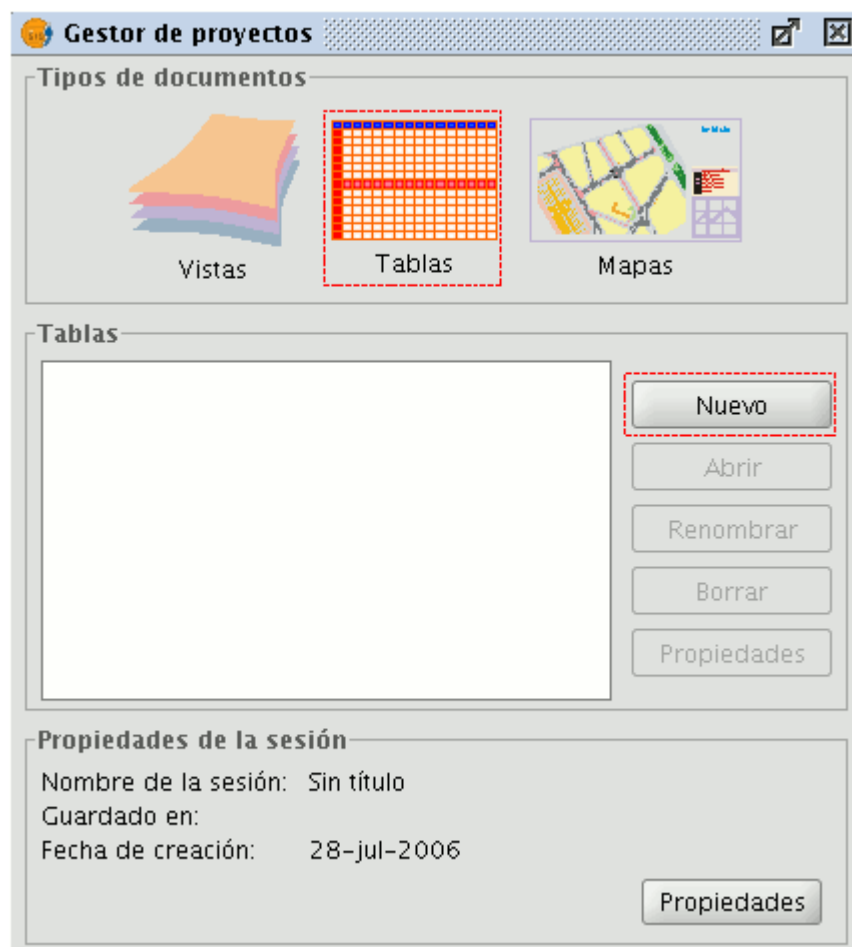 Gestor de proyectos
Tipos de documentos
Vistas
Tablas
Mapas
Tablas
Nuevo
Abrir
Renombrar
Borrar
Propiedades
Propiedades de la sesión
Nombre de la sesión: Sin título
Guardado en:
Fecha de creación: 28-jul-2006
Propiedades